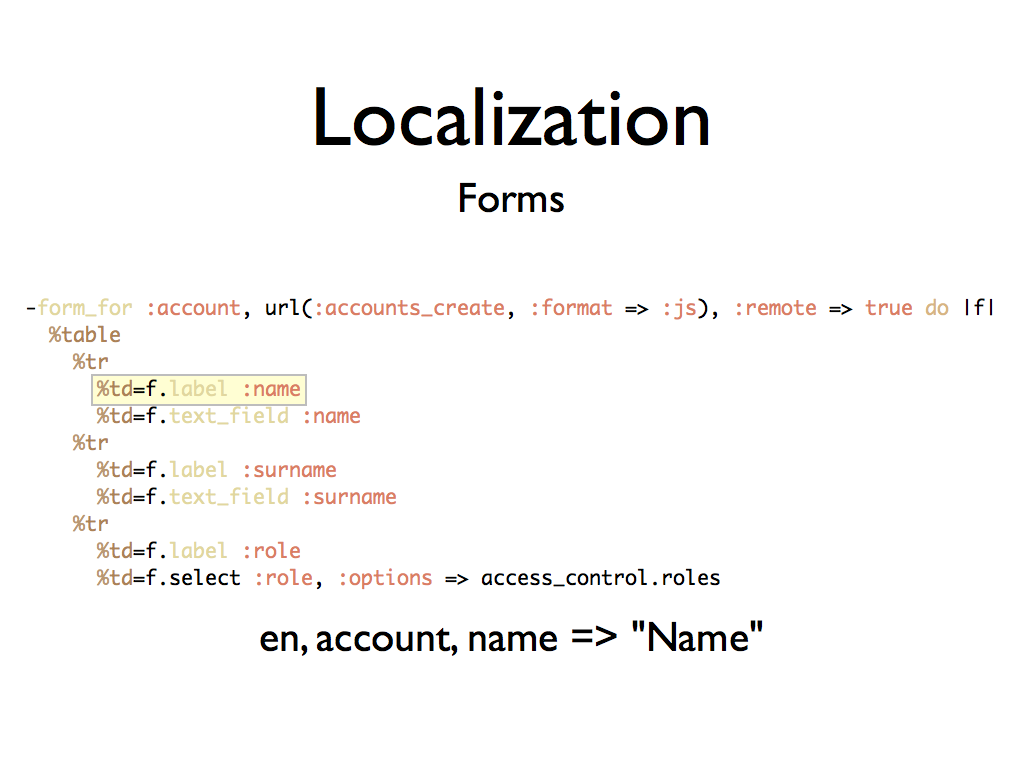 Localization
Forms
-form_for :account, url(:accounts_create, :format => :js), :remote => true do |f|
  %table
    %tr
      %td=f.label :name
      %td=f.text_field :name
    %tr
      %td=f.label :surname
      %td=f.text_field :surname
    %tr
      %td=f.label :role
      %td=f.select :role, :options => access_control.roles
en, account, name => "Name"